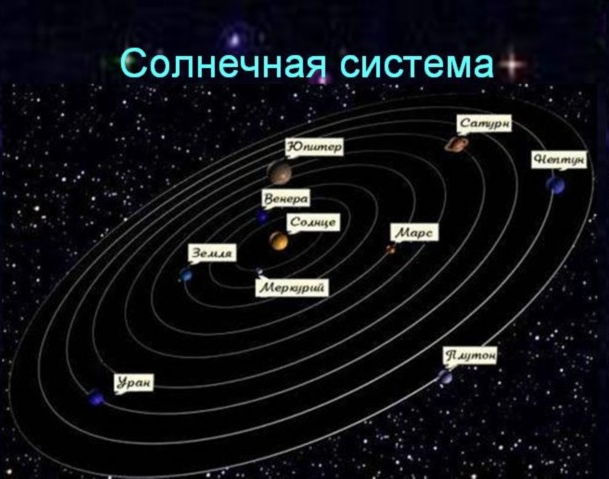 Солнечная система
Сатурн
Юпитер
Нептун
Венера
Солнце
Марс
Земля
Меркурий
Плутон
Уран